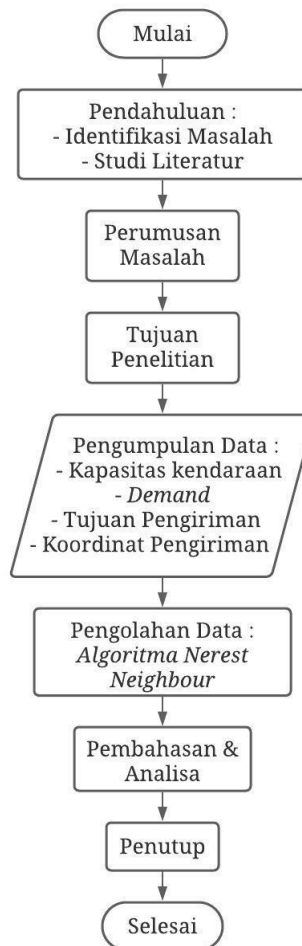 Mulai
Pendahuluan :
- Identifikasi Masalah
- Studi Literatur
Perumusan
Masalah
Tujuan
Penelitian
Pengumpulan Data :
- Kapasitas kendaraan
- Demand
- Tujuan Pengiriman
- Koordinat Pengiriman
Pengolahan Data :
Algoritma Nerest
Neighbour
Pembahasan &
Analisa
Penutup
Selesai